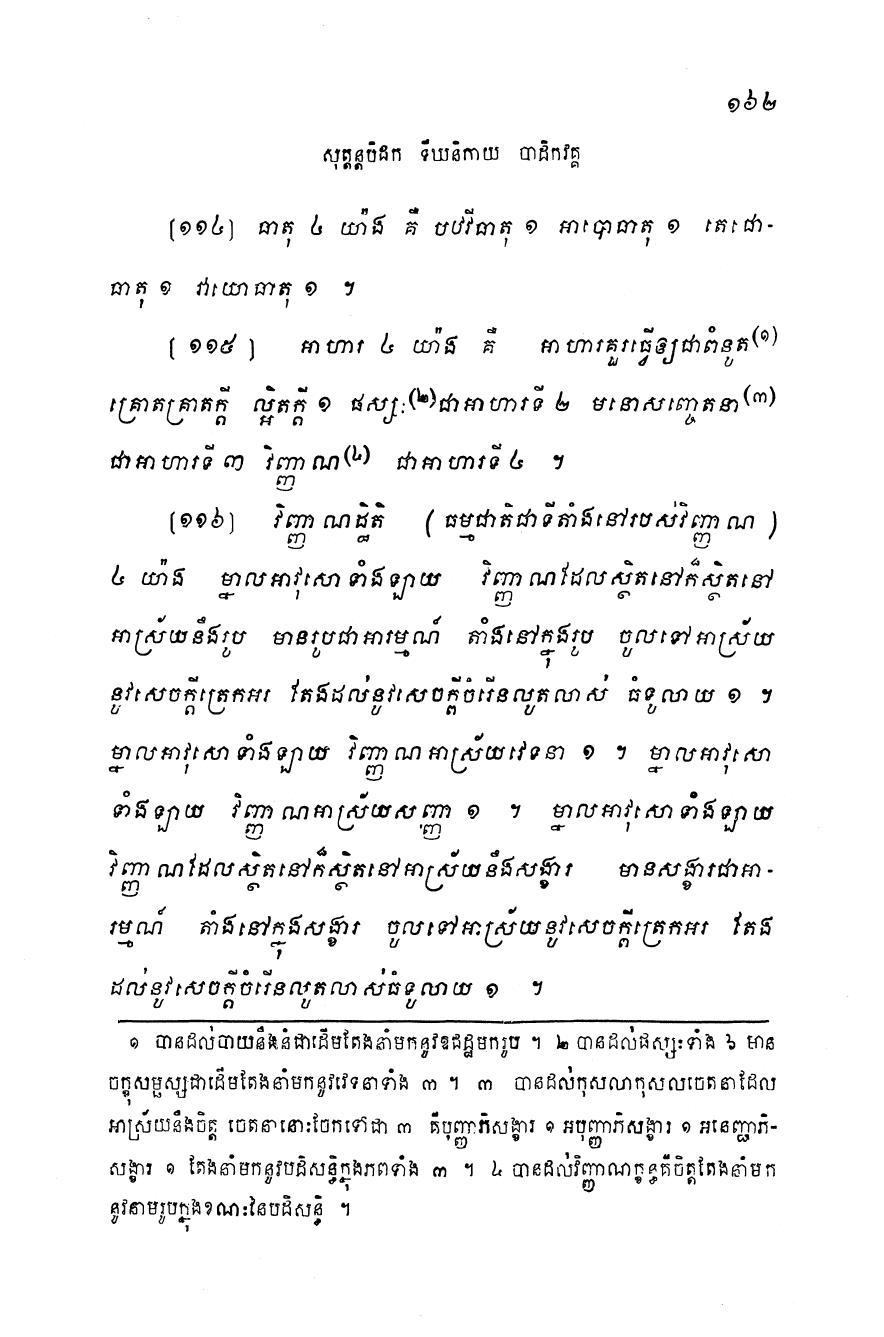 ១៦២
សុត្តន្តបិដក ទីឃនិកាយ បាដិកវគ្គ
[១១៤] ធាតុ ៤ យ៉ាង គឺ បឋវីធាតុ ១ អាបោធាតុ ១ តេជោ-
ធាតុ ១ វាយោធាតុ ១ ។
[១១៥] អាហារ ៤ យ៉ាង គឺ អាហារគួរធ្វើឲ្យជាពំនូត(១)
គ្រោតគ្រាតក្តី ល្អិតក្តី ១ ផស្សៈ(២)ជាអាហារទី ២ មនោសញ្ចេតនា(៣)
ជាអាហារទី ៣ វិញ្ញាណ(៤) ជាអាហារទី ៤ ។
[១១៦] វិញ្ញាណដ្ឋិតិ (ធម្មជាតិជាទីតាំងនៅរបស់វិញ្ញាណ)
៤ យ៉ាង ម្នាលអាវុសោទាំងឡាយ វិញ្ញាណដែលស្ថិតនៅក៏ស្ថិតនៅ
អាស្រ័យនឹងរូប មានរូបជាអារម្មណ៍ តាំងនៅក្នុងរូប ចូលទៅអាស្រ័យ
នូវសេចក្តីត្រេកអរ តែងដល់នូវសេចក្តីចំរើនលូតលាស់ ធំទូលាយ ១ ។
ម្នាលអាវុសោទាំងឡាយ វិញ្ញាណអាស្រ័យវេទនា ១ ។ ម្នាលអាវុសោ
ទាំងឡាយ វិញ្ញាណអាស្រ័យសញ្ញា ១ ។ ម្នាលអាវុសោទាំងឡាយ
វិញ្ញាណដែលស្ថិតនៅក៏ស្ថិតនៅអាស្រ័យនឹងសង្ខារ មានសង្ខារជាអា-
រម្មណ៍ តាំងនៅក្នុងសង្ខារ ចូលទៅអាស្រ័យនូវសេចក្តីត្រេកអរ តែង
ដល់នូវសេចក្តីចំរើនលូតលាស់ធំទូលាយ ១ ។
១ បានដល់បាយនឹងនំជាដើមតែងនាំមកនូវឱជដ្ឋមករូប ។ ២ បានដល់ផស្សៈទាំង ៦ មាន
ចក្ខុសម្ផស្សជាដើមតែងនាំមកនូវវេទនាទាំង ៣ ។ ៣ បានដល់កុសលាកុសលចេតនាដែល
អាស្រ័យនឹងចិត្ត ចេតនានោះចែកទៅជា ៣ គឺបុញ្ញាភិសង្ខារ ១ អបុញ្ញាភិសង្ខារ ១ អនេញ្ជាភិ-
សង្ខារ ១ តែងនាំមកនូវបដិសន្ធិក្នុងភពទាំង ៣ ។ ៤ បានដល់វិញ្ញាណក្ខន្ធគឺចិត្តតែងនាំមក
នូវនាមរូបក្នុងខណៈនៃបដិសន្ធិ ។